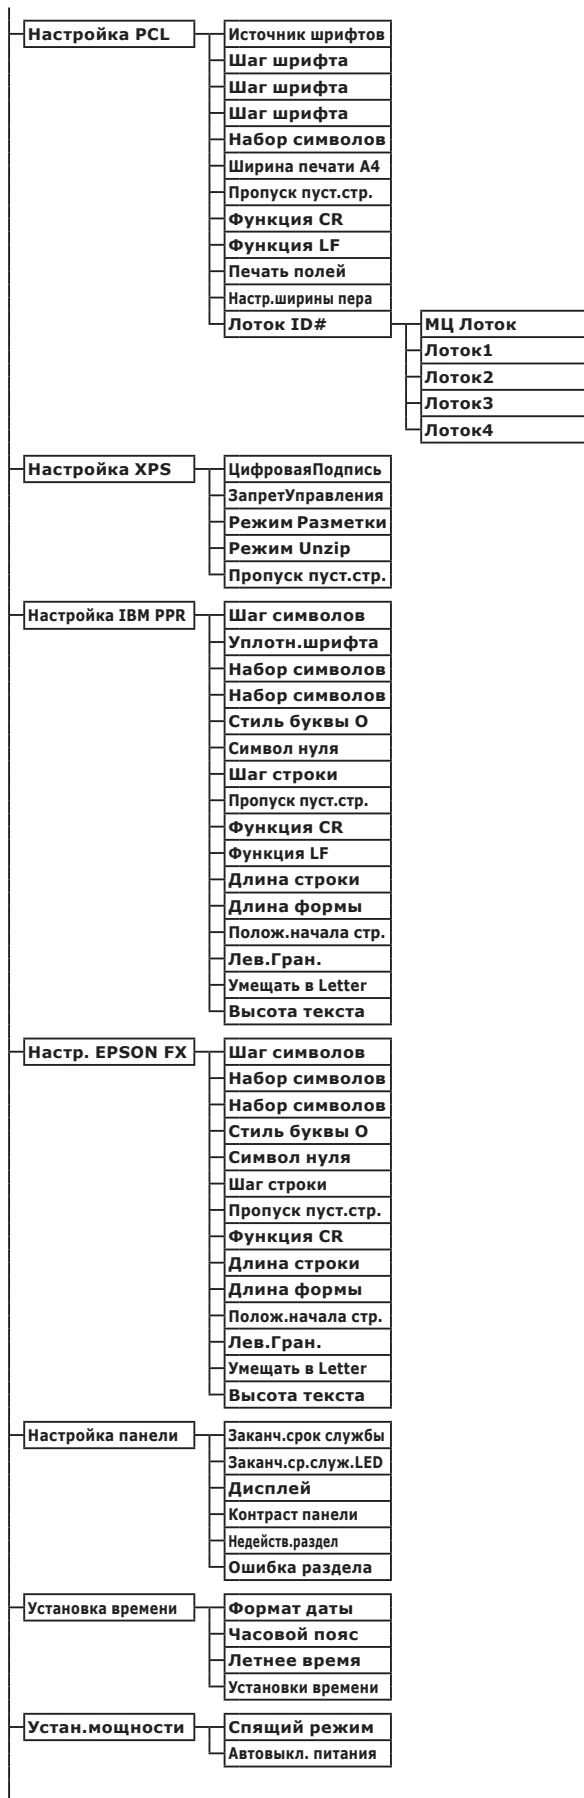 Настройка PCL
Источник шрифтов
Шаг шрифта
Шаг шрифта
Шаг шрифта
Набор символов
Ширина печати A4
Пропуск пуст.стр.
Функция CR
Функция LF
Печать полей
Настр.ширины пера
Лоток ID#
МЦ Лоток
Лоток1
Лоток2
Лоток3
Лоток4
Настройка XPS
ЦифроваяПодпись
ЗапретУправления
Режим Разметки
Режим Unzip
Пропуск пуст.стр.
Настройка IBM PPR
Шаг символов
Уплотн.шрифта
Набор символов
Набор символов
Стиль буквы О
Символ нуля
Шаг строки
Пропуск пуст.стр.
Функция CR
Функция LF
Длина строки
Длина формы
Полож.начала стр.
Лев.Гран.
Умещать в Letter
Высота текста
Настр. EPSON FX
Шаг символов
Набор символов
Набор символов
Стиль буквы О
Символ нуля
Шаг строки
Пропуск пуст.стр.
Функция CR
Длина строки
Длина формы
Полож.начала стр.
Лев.Гран.
Умещать в Letter
Высота текста
Настройка панели
Заканч.срок службы
Заканч.ср.служ.LED
Дисплей
Контраст панели
Недейств.раздел
Ошибка раздела
Установка времени
Формат даты
Часовой пояс
Летнее время
Установки времени
Устан.мощности
Спящий режим
Автовыкл. питания